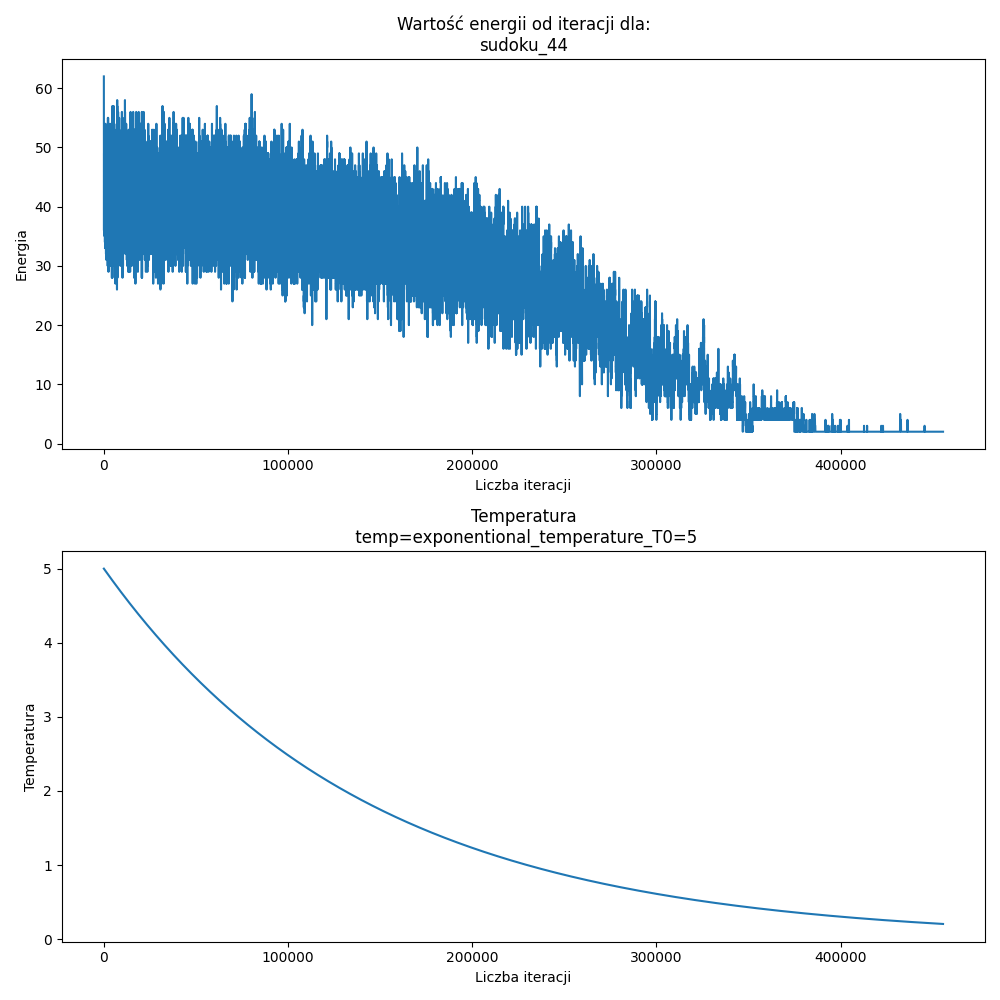 Wartość energii od iteracji dla:
sudoku_44
60
50
40
30
20
10
0
Energia
0 100000 200000 300000 400000
Liczba iteracji
Temperatura
temp=exponentional_temperature_T0=5
5
4
3
2
1
0
Temperatura
0 100000 200000 300000 400000
Liczba iteracji